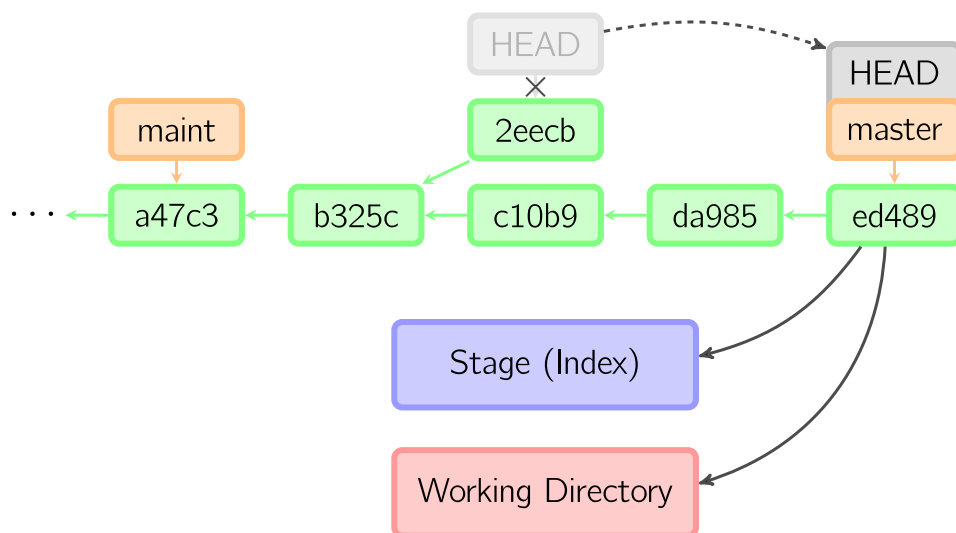 HEAD
HEAD
maint
2eecb
master
...
a47c3
b325c
c10b9
da985
ed489
Stage (Index)
Working Directory